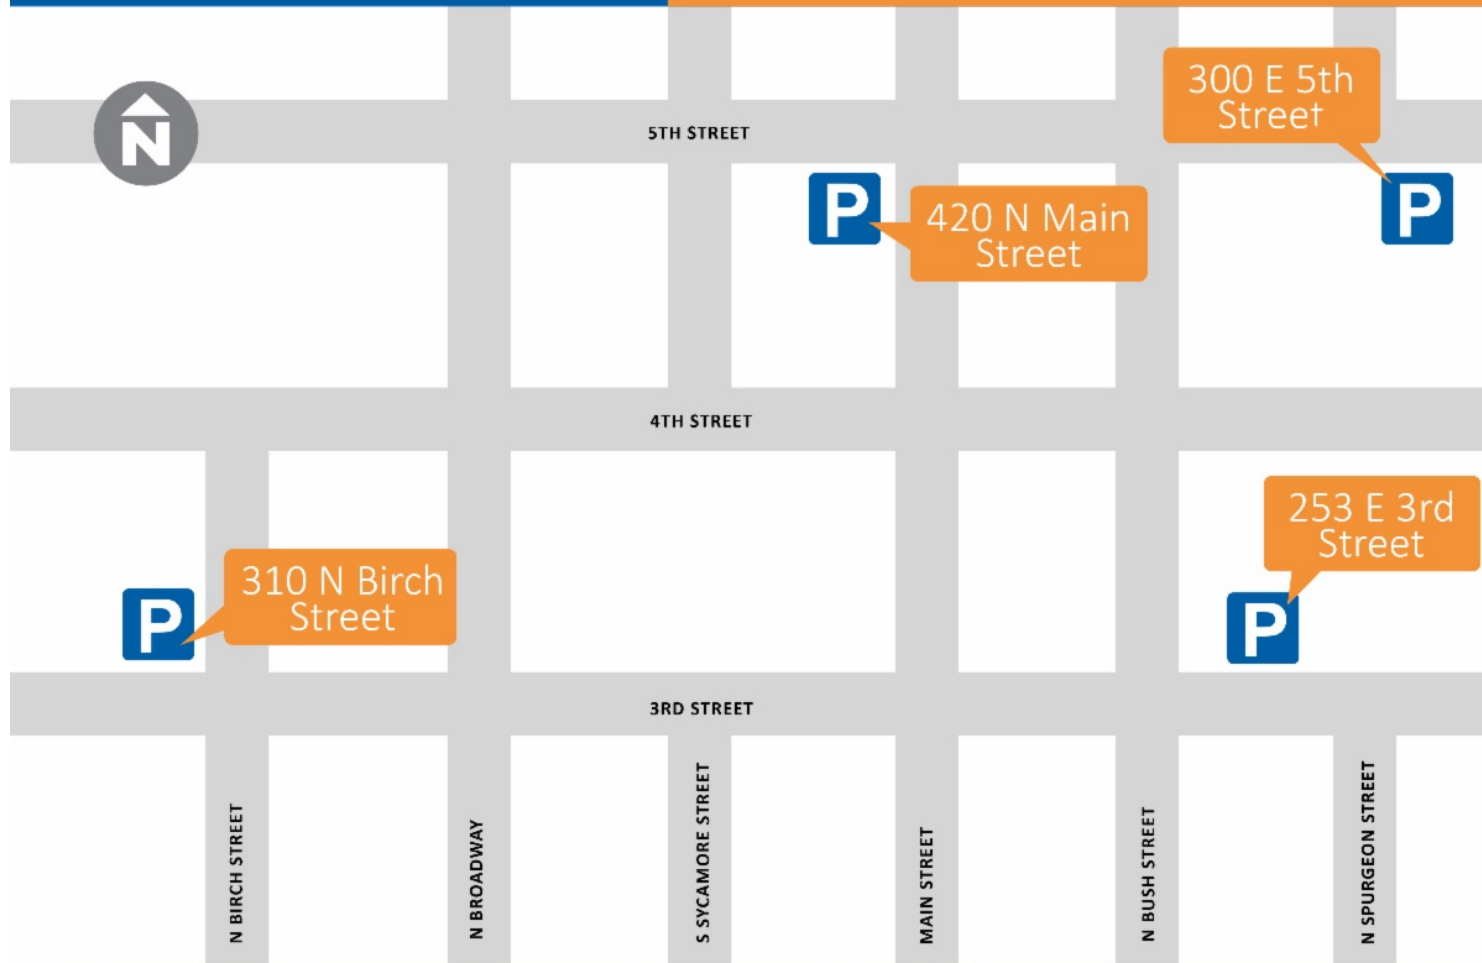 300 E 5th
Street
N
5TH STREET
P
P
420 N Main
Street
4TH STREET
253 E 3rd
Street
310 N Birch
Street
P
P
3RD STREET
N BIRCH STREET
N BROADWAY
S SYCAMORE STREET
MAIN STREET
N BUSH STREET
N SPURGEON STREET